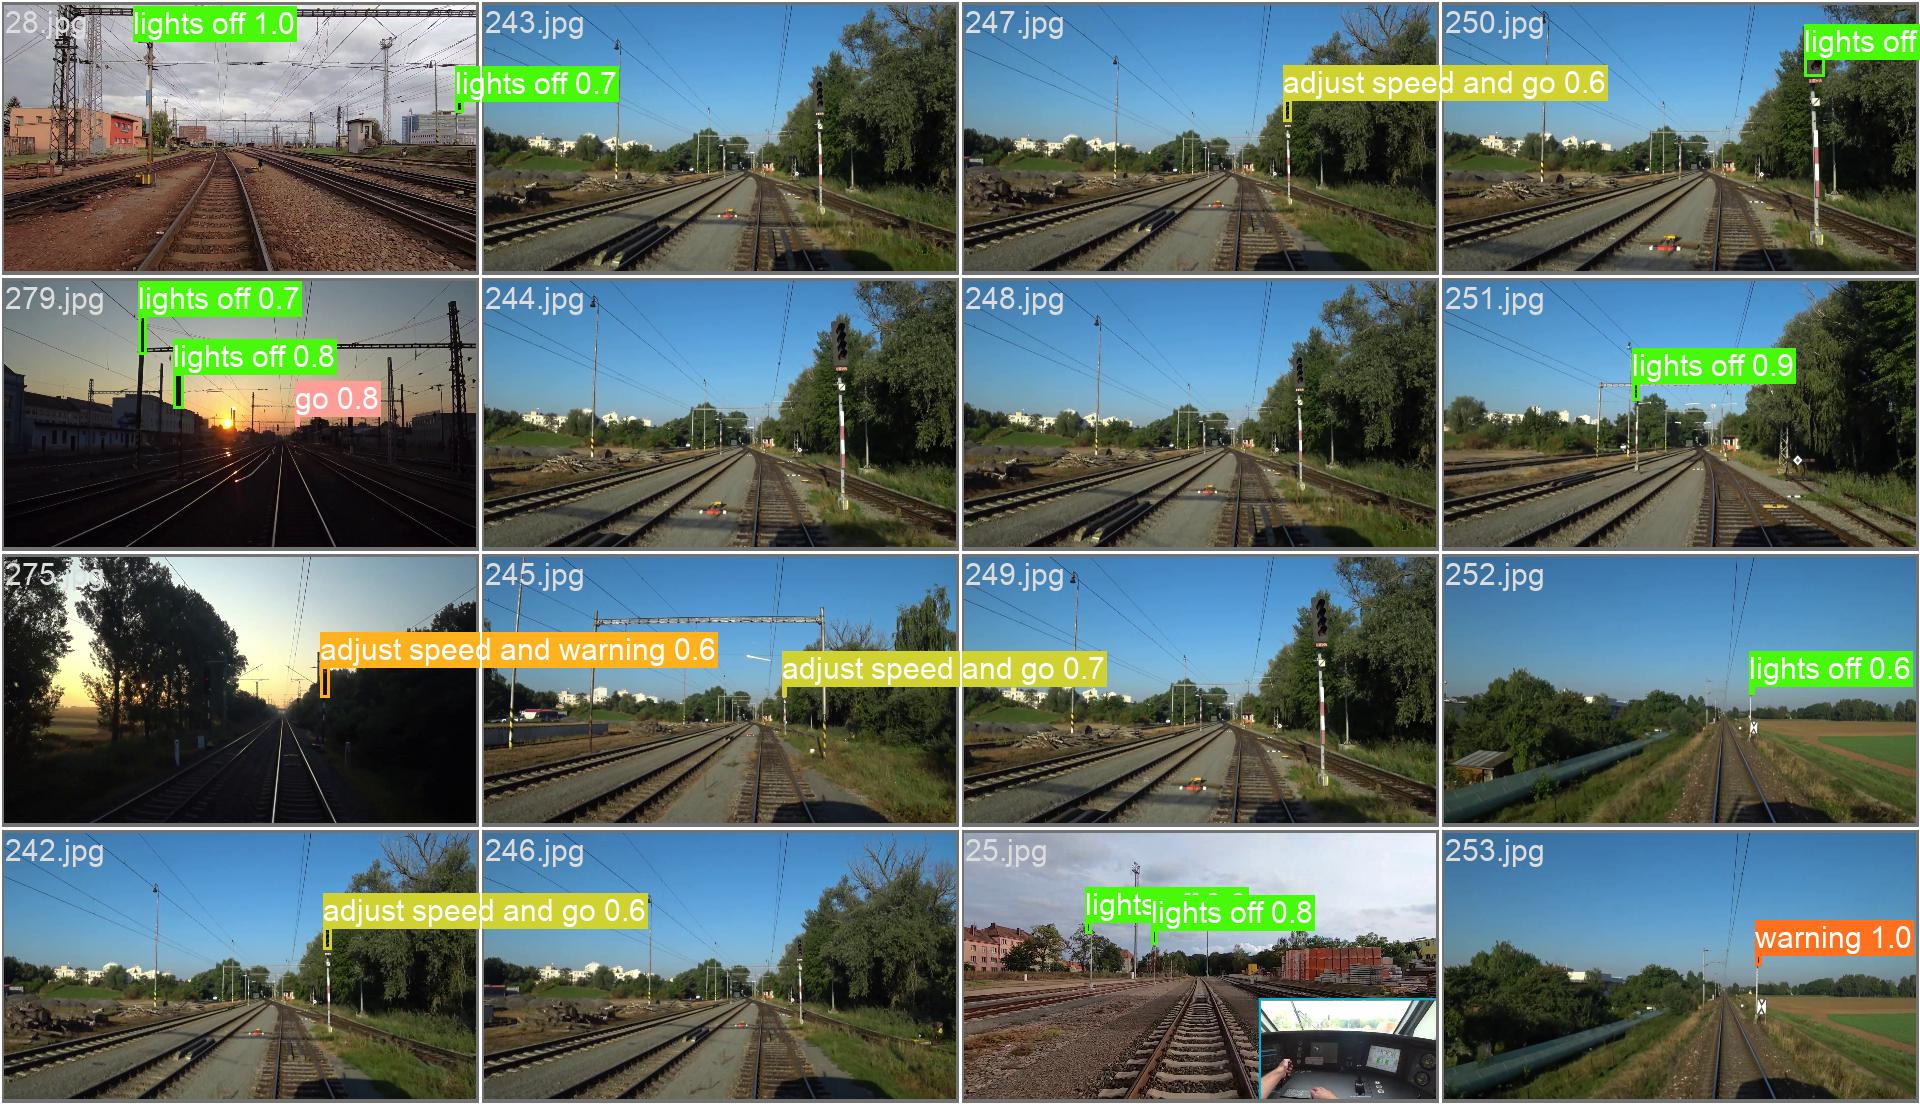 28.jpg
lights off 1.0
lights off 0.7
243.jpg
247.jpg
adjust speed and go 0.6
250.jpg
lights off
279.jpg
lights off 0.7
lights off 0.8
go 0.8
244.jpg
248.jpg
251.jpg
lights off 0.9
275.jpg
adjust speed and warning 0.6
245.jpg
adjust speed and go 0.7
249.jpg
252.jpg
lights off 0.6
242.jpg
adjust speed and go 0.6
246.jpg
25.jpg
lights
lights off 0.8
253.jpg
warning 1.0